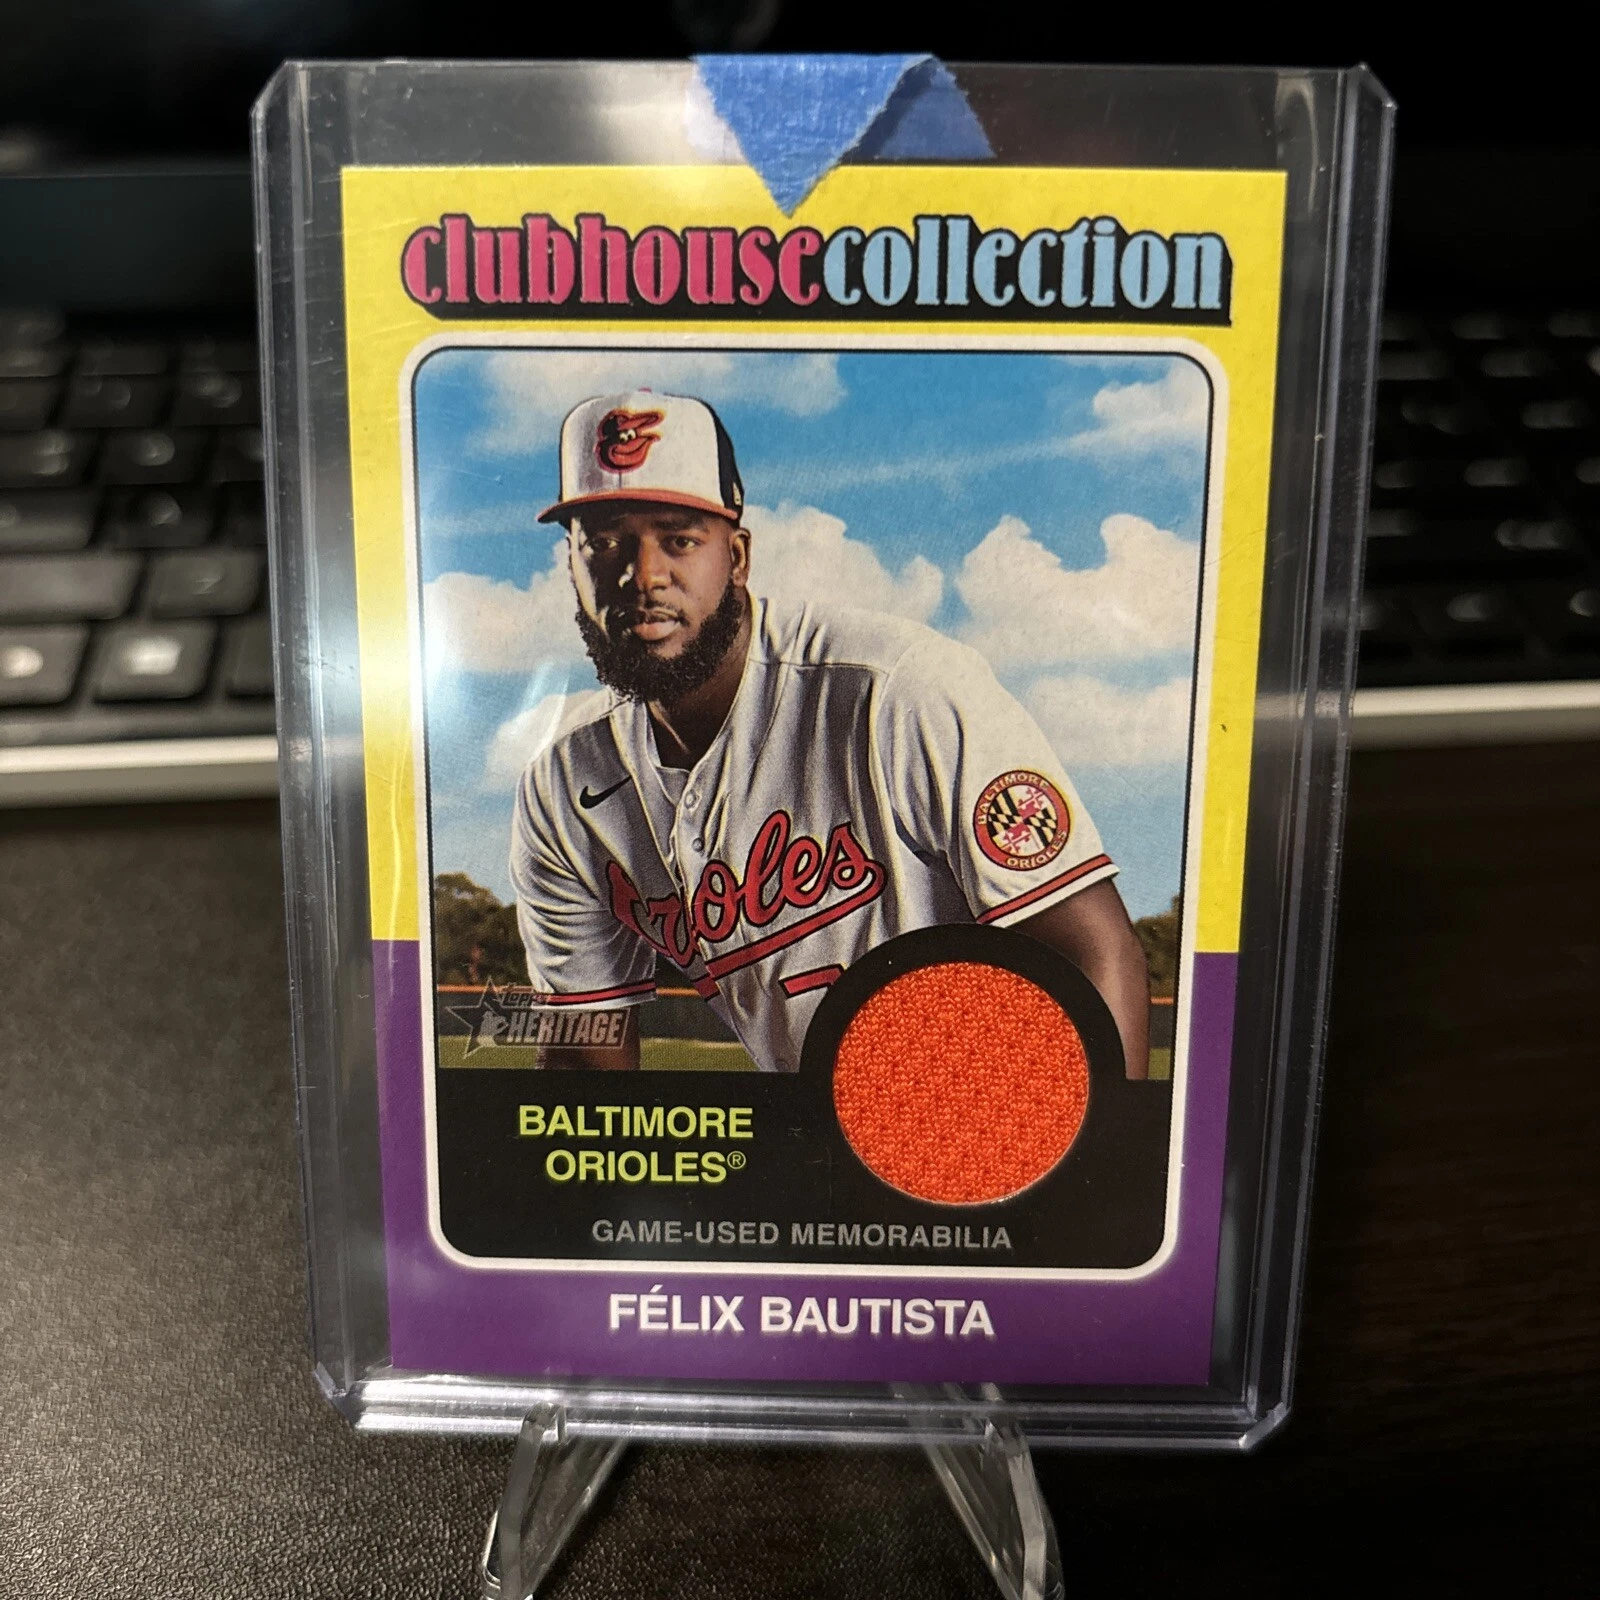 clubhousecollection
BALTIMORE
ORIOLES
Orioles
TOPPS
HERITAGE
BALTIMORE
ORIOLES®
GAME-USED MEMORABILIA
FÉLIX BAUTISTA